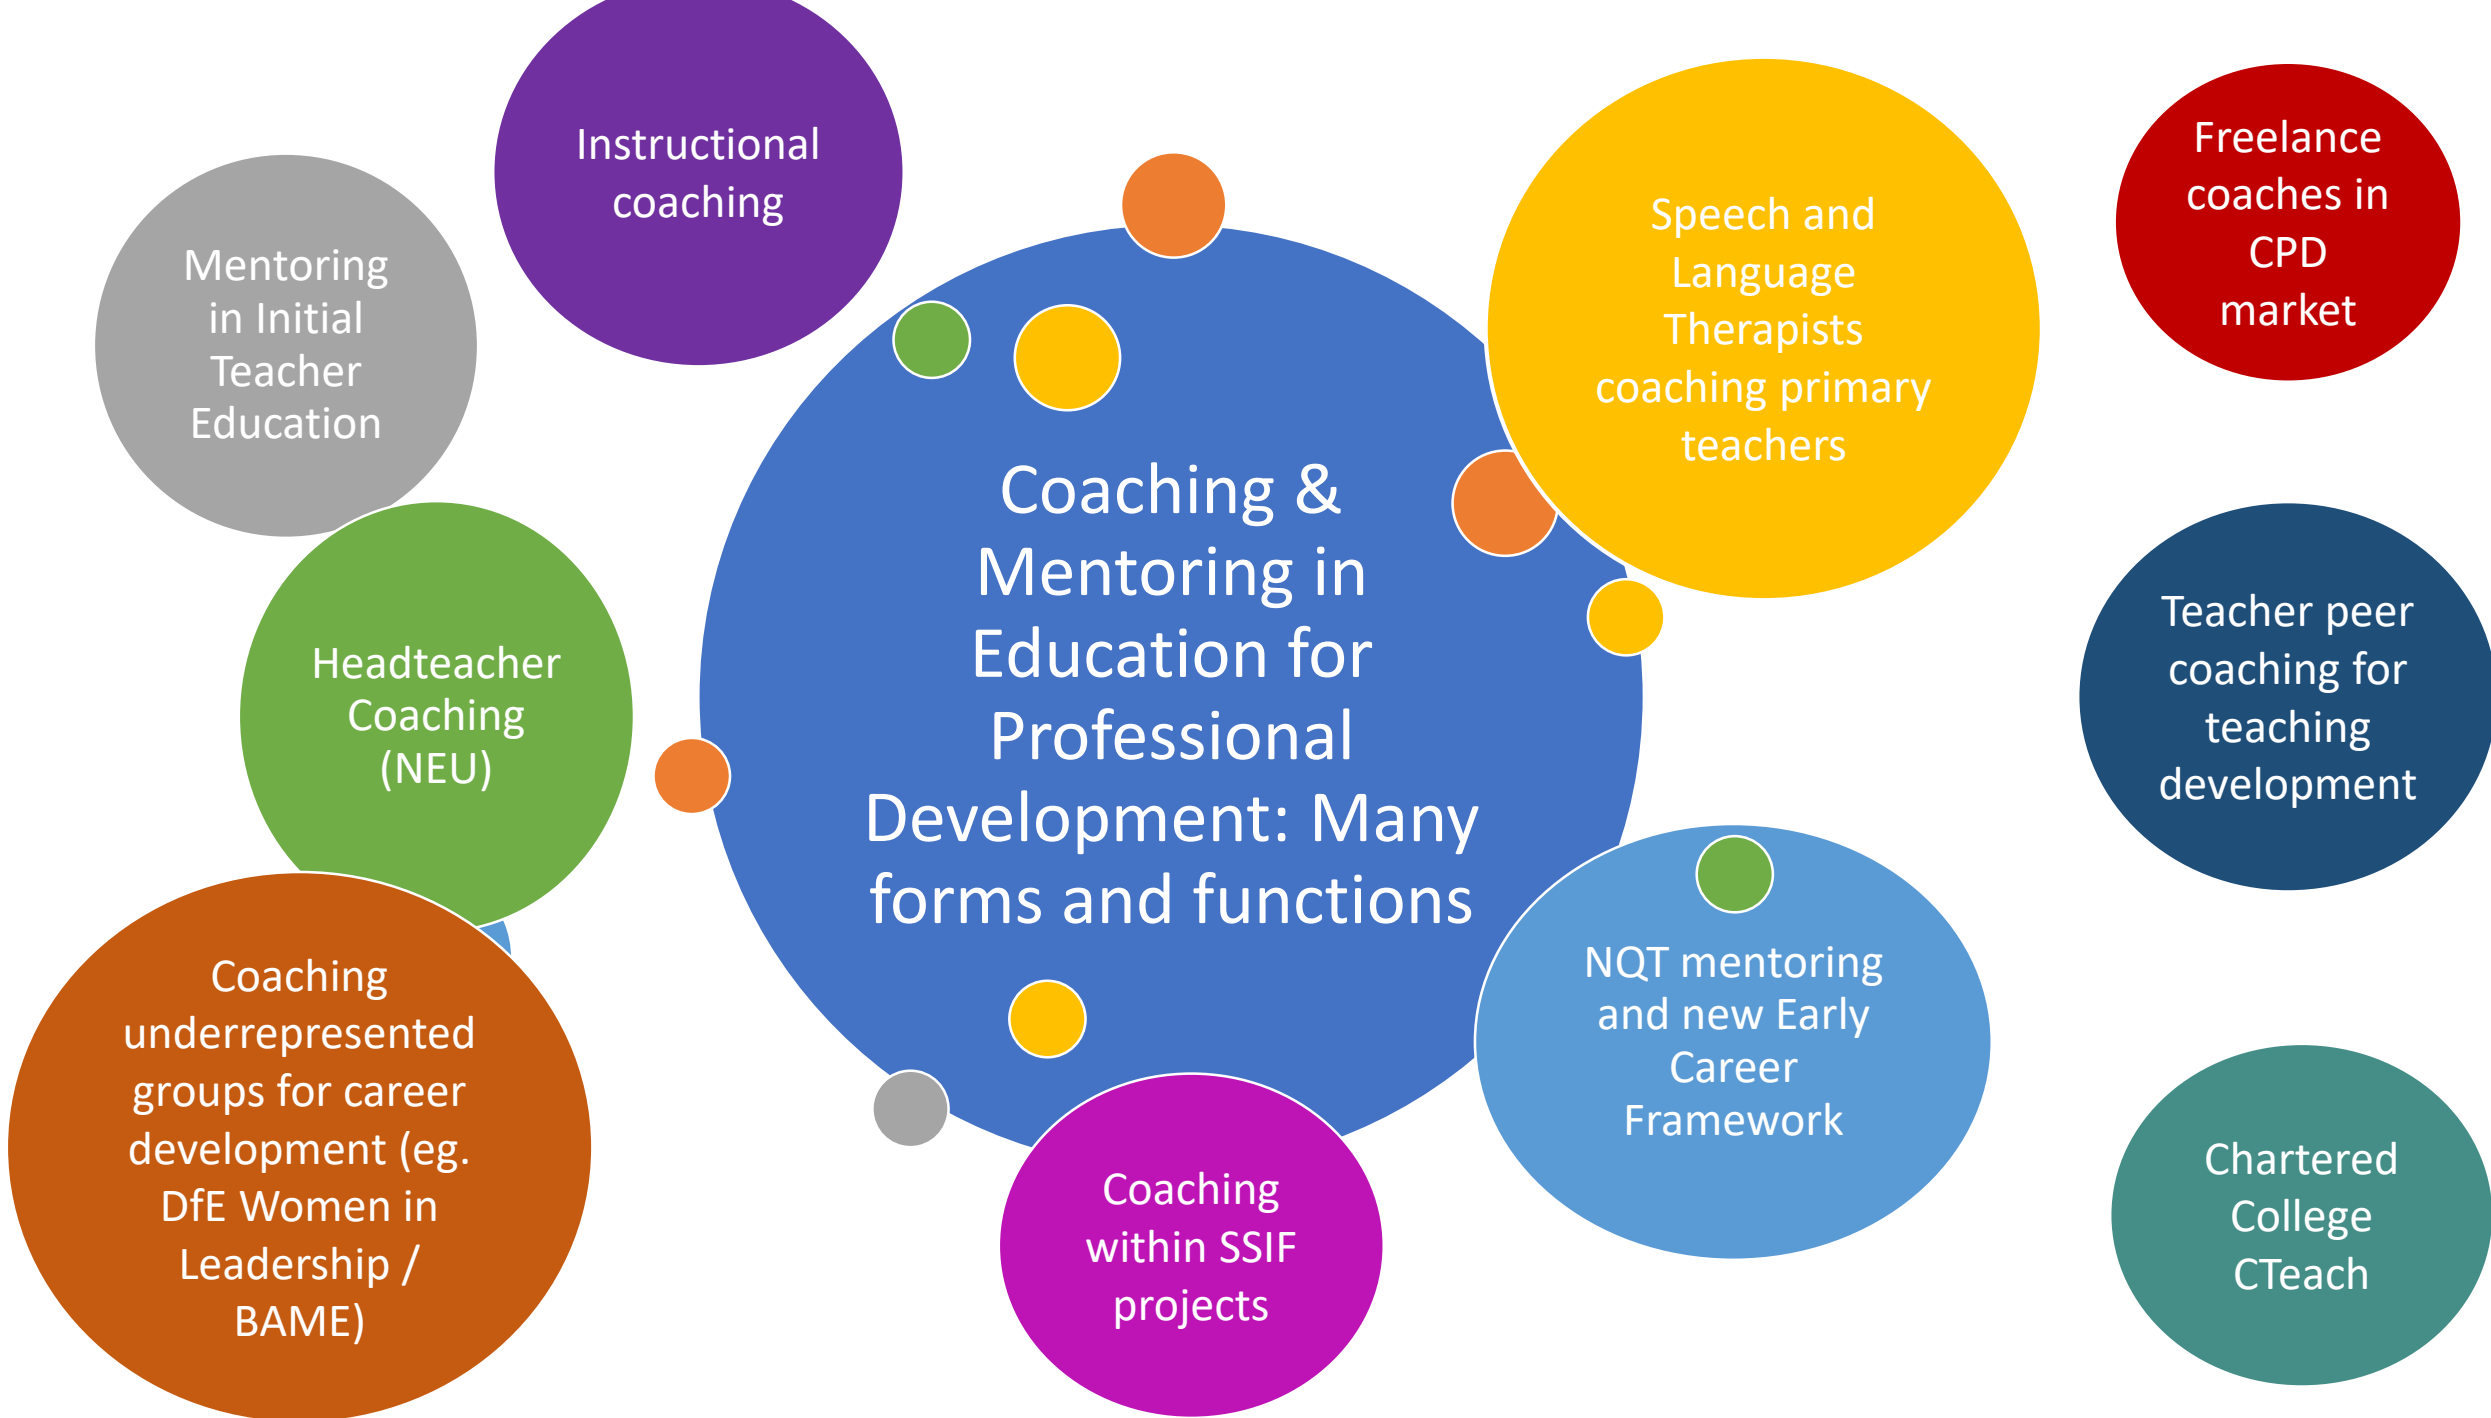 Instructional
coaching
Mentoring
in Initial
Teacher
Education
Headteacher
Coaching
(NEU)
Coaching
underrepresented
groups for career
development (eg.
DfE Women in
Leadership /
BAME)
Coaching &
Mentoring in
Education for
Professional
Development: Many
forms and functions
Coaching
within SSIF
projects
Speech and
Language
Therapists
coaching primary
teachers
NQT mentoring
and new Early
Career
Framework
Freelance
coaches in
CPD
market
Teacher peer
coaching for
teaching
development
Chartered
College
CTeach